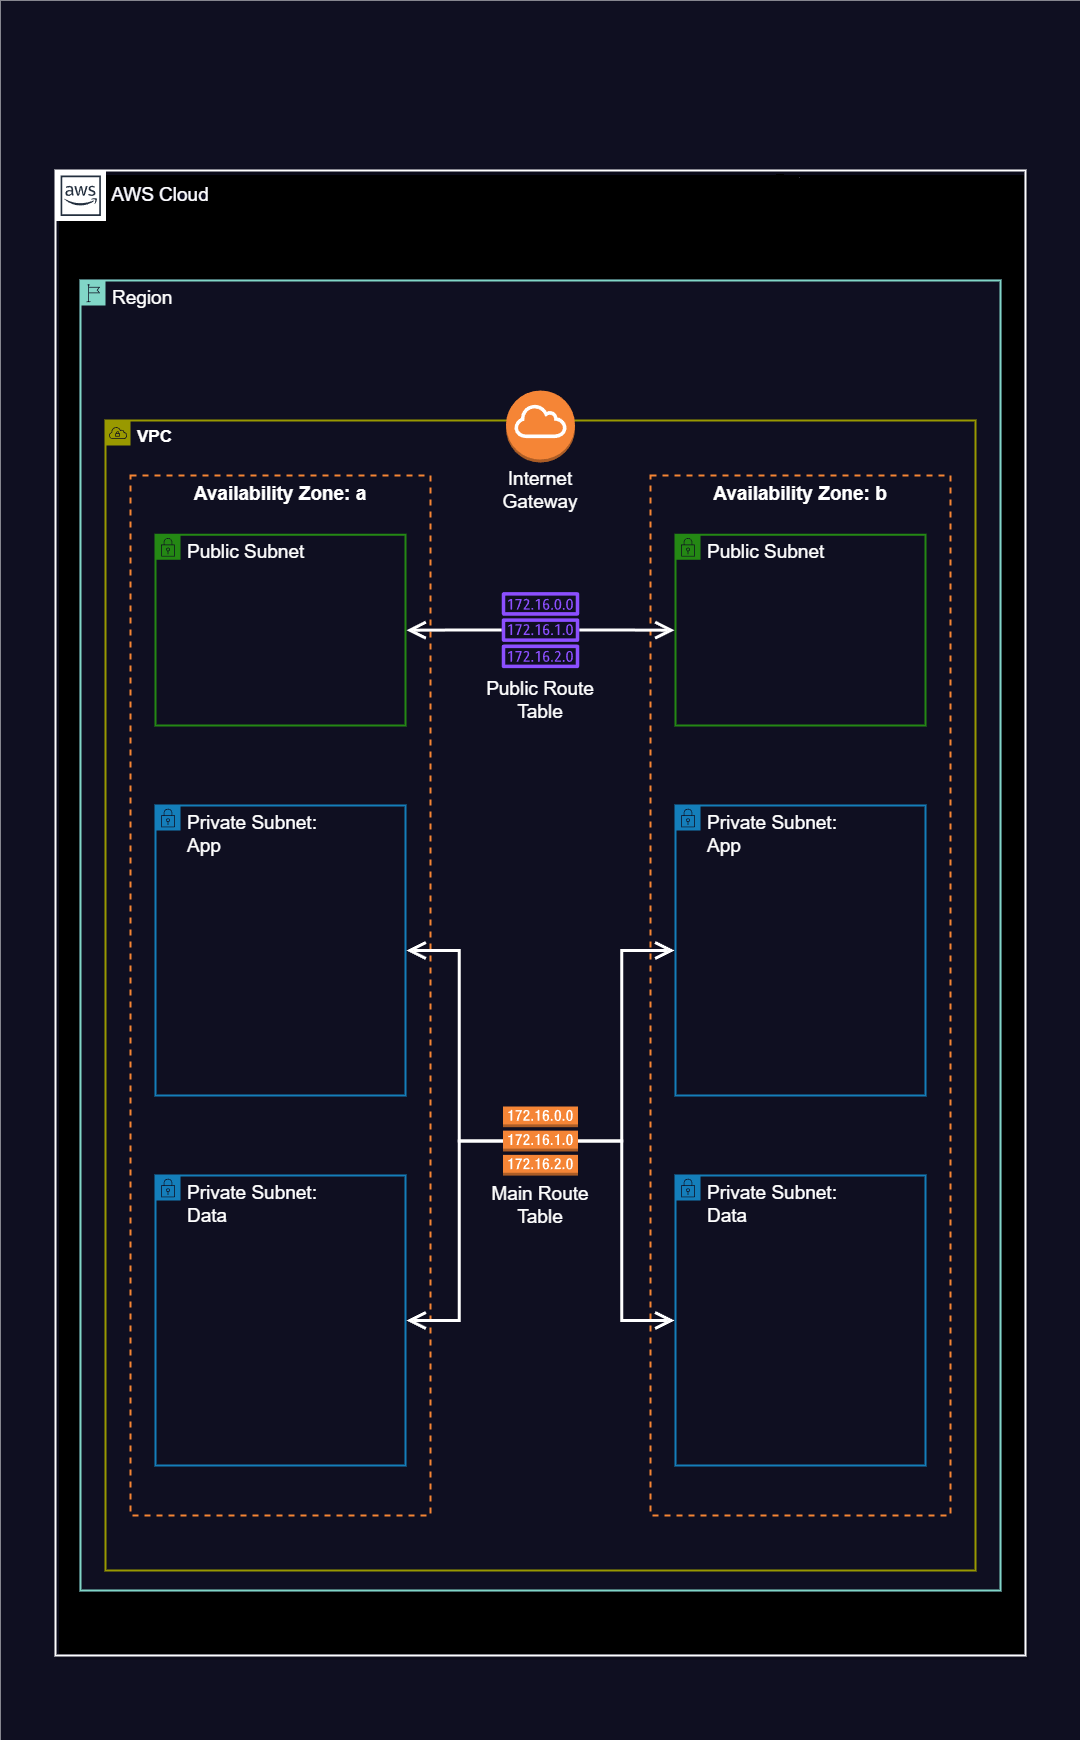 aws
AWS Cloud
Region
VPC
Internet
Gateway
Availability Zone: a
Availability Zone: b
Public Subnet
Public Subnet
172.16.0.0
172.16.1.0
172.16.2.0
Public Route
Table
Private Subnet:
App
Private Subnet:
App
172.16.0.0
172.16.1.0
172.16.2.0
Main Route
Table
Private Subnet:
Data
Private Subnet:
Data